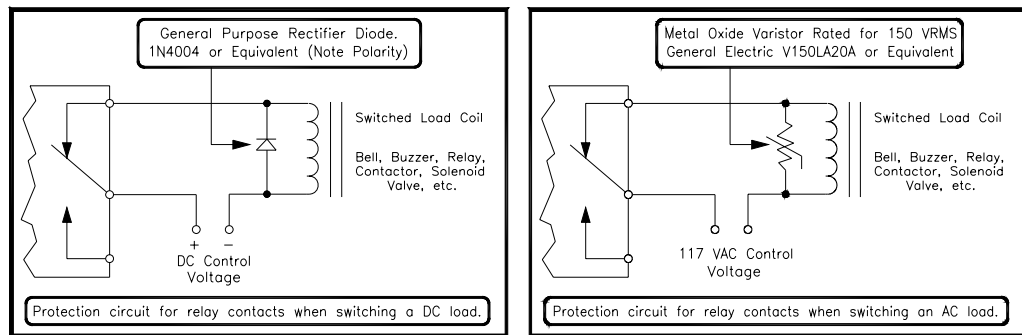 General Purpose Rectifier Diode.
1N4004 or Equivalent (Note Polarity)
Switched Load Coil
Bell, Buzzer, Relay,
Contactor, Solenoid
Valve, etc.
+ −
DC Control
Voltage
Protection circuit for relay contacts when switching a DC load.
Metal Oxide Varistor Rated for 150 VRMS
General Electric V150LA20A or Equivalent
Switched Load Coil
Bell, Buzzer, Relay,
Contactor, Solenoid
Valve, etc.
117 VAC Control
Voltage
Protection circuit for relay contacts when switching an AC load.